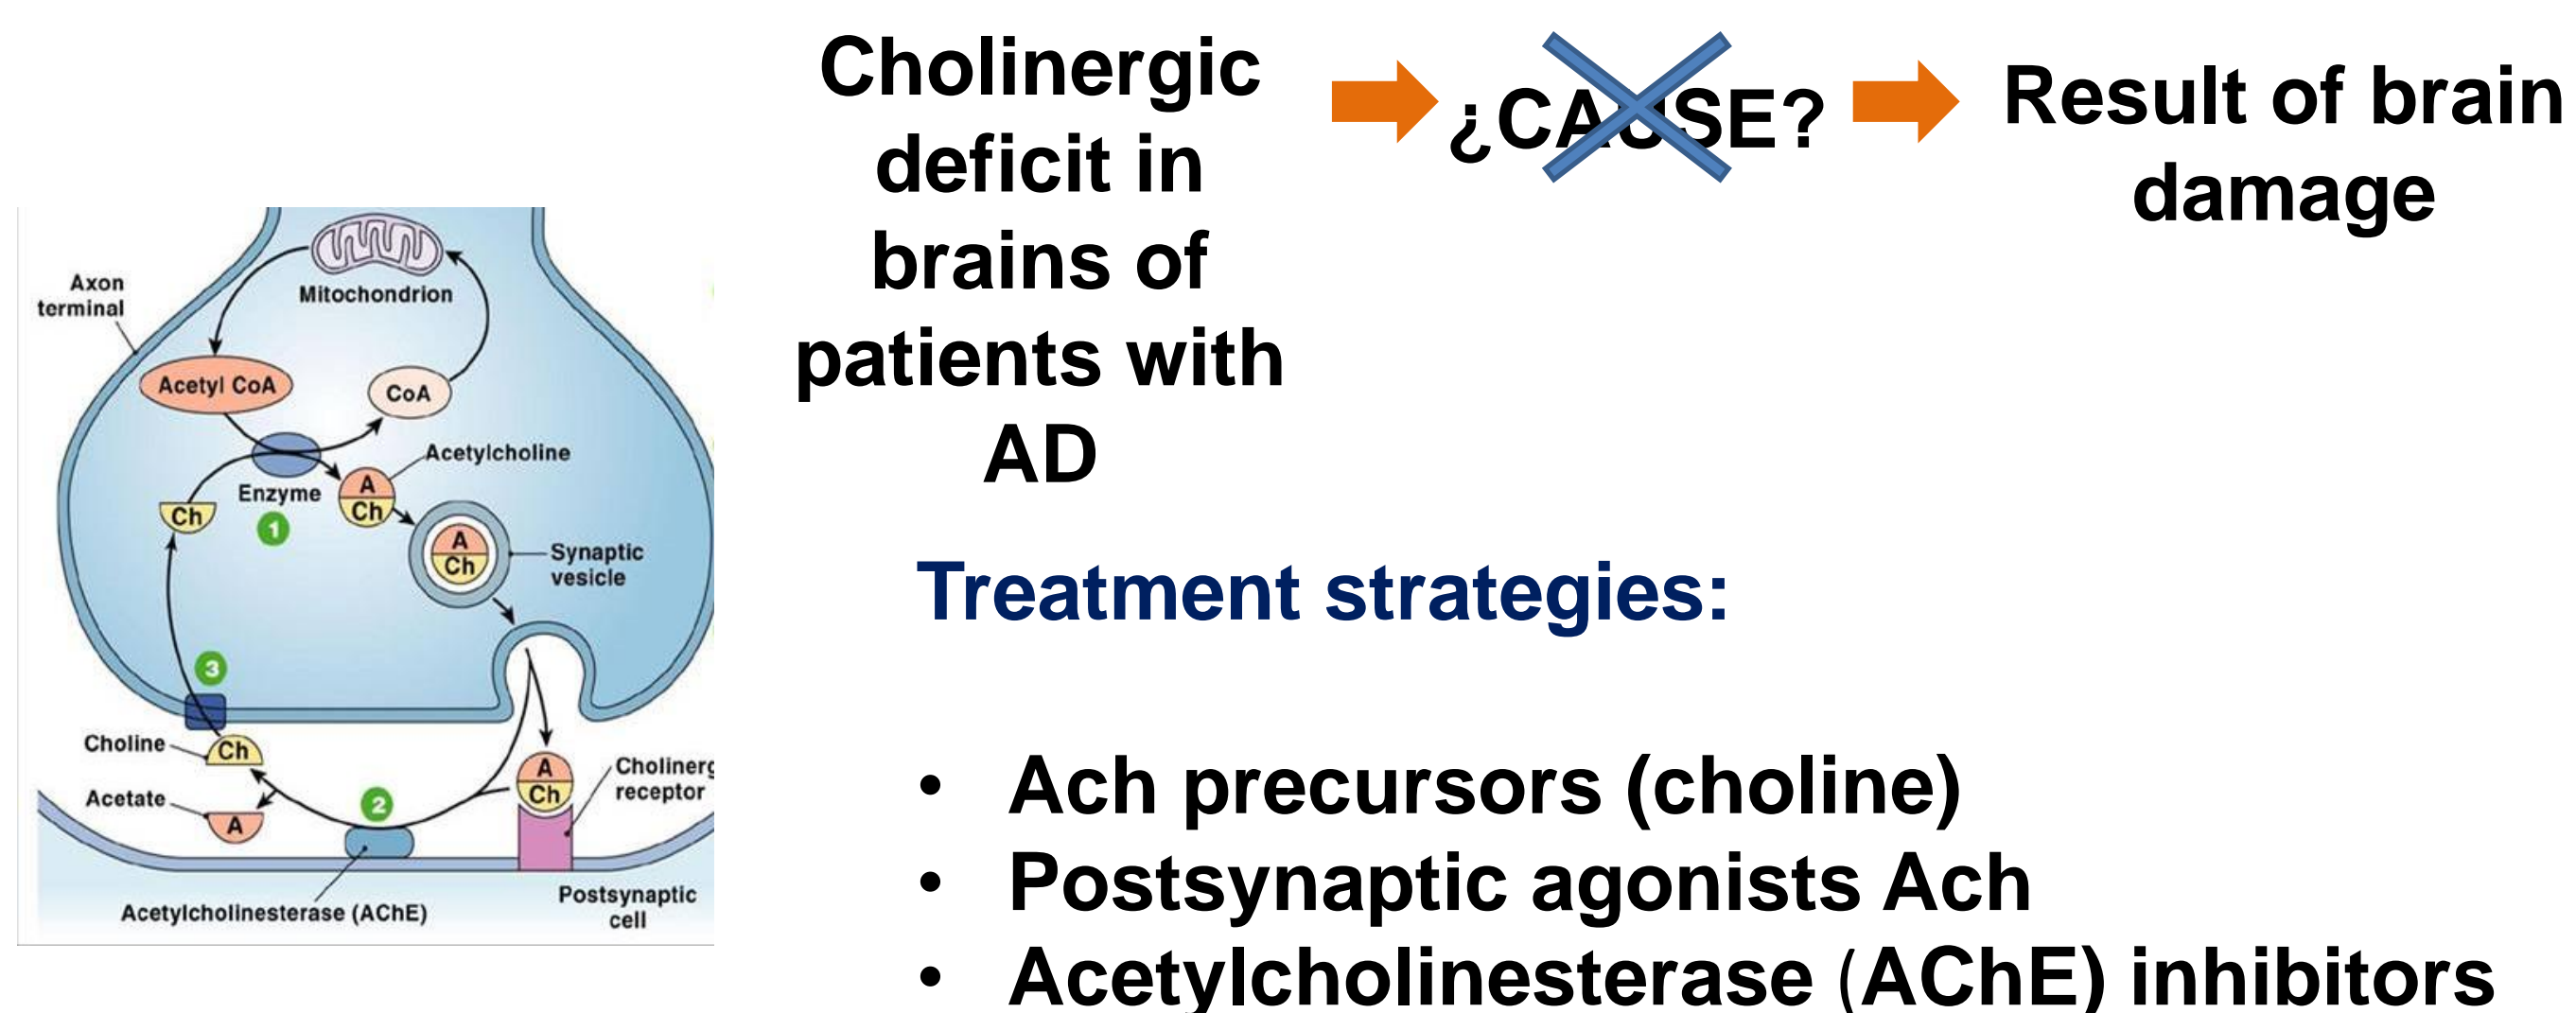 Cholinergic
deficit in
brains of
patients with
AD
¿CAUSE?
Result of brain
damage
Axon
terminal
Mitochondrion
Acetyl CoA
CoA
Acetylcholine
Enzyme
A
Ch
Ch
1
A
Ch
Synaptic
vesicle
3
Choline
Ch
Acetate
A
2
A
Ch
Cholinerg
receptor
Acetylcholinesterase (AChE)
Postsynaptic
cell
Treatment strategies:
• Ach precursors (choline)
• Postsynaptic agonists Ach
• Acetylcholinesterase (AChE) inhibitors